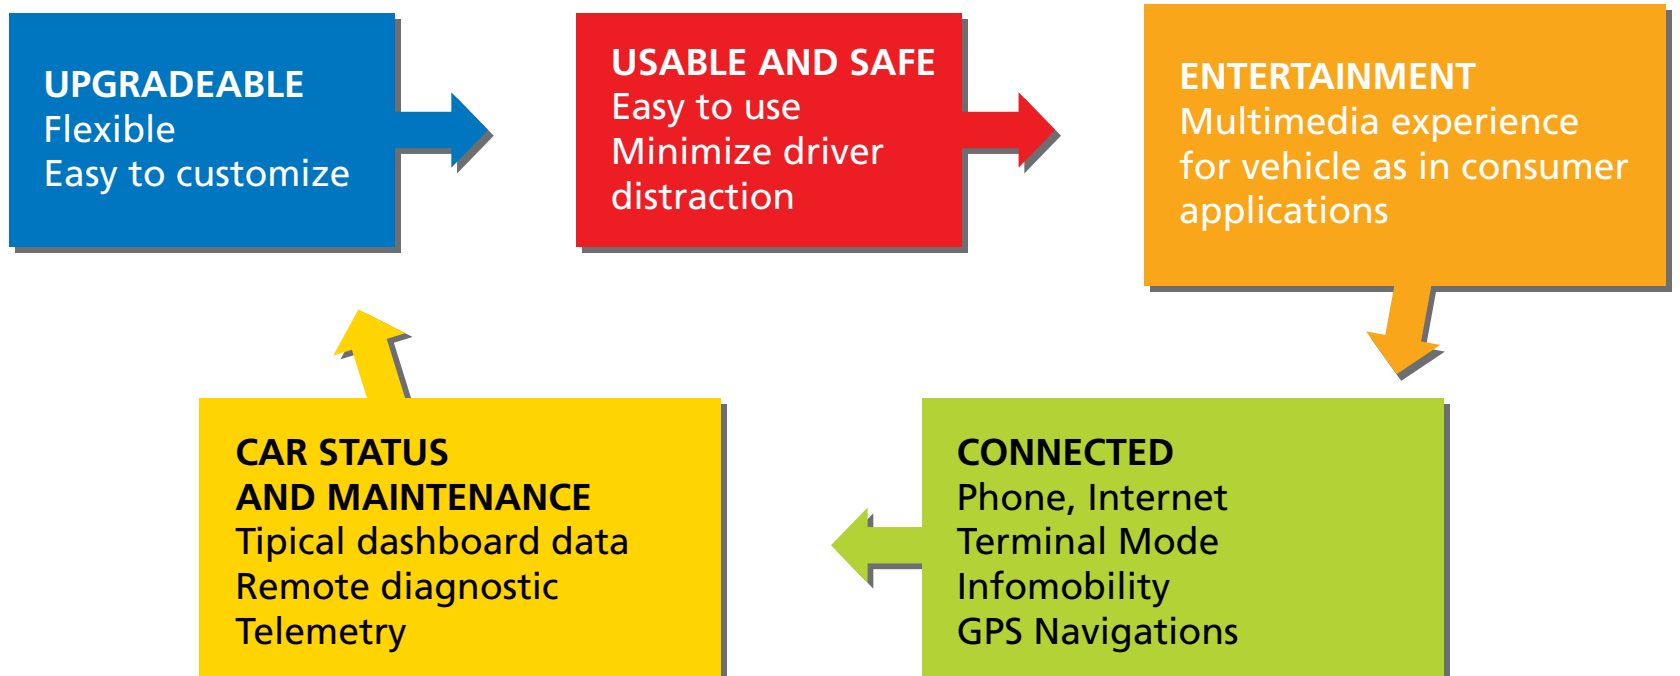 UPGRADEABLE
Flexible
Easy to customize
USABLE AND SAFE
Easy to use
Minimize driver
distraction
ENTERTAINMENT
Multimedia experience
for vehicle as in consumer
applications
CONNECTED
Phone, Internet
Terminal Mode
Infomobility
GPS Navigations
CAR STATUS
AND MAINTENANCE
Tipical dashboard data
Remote diagnostic
Telemetry